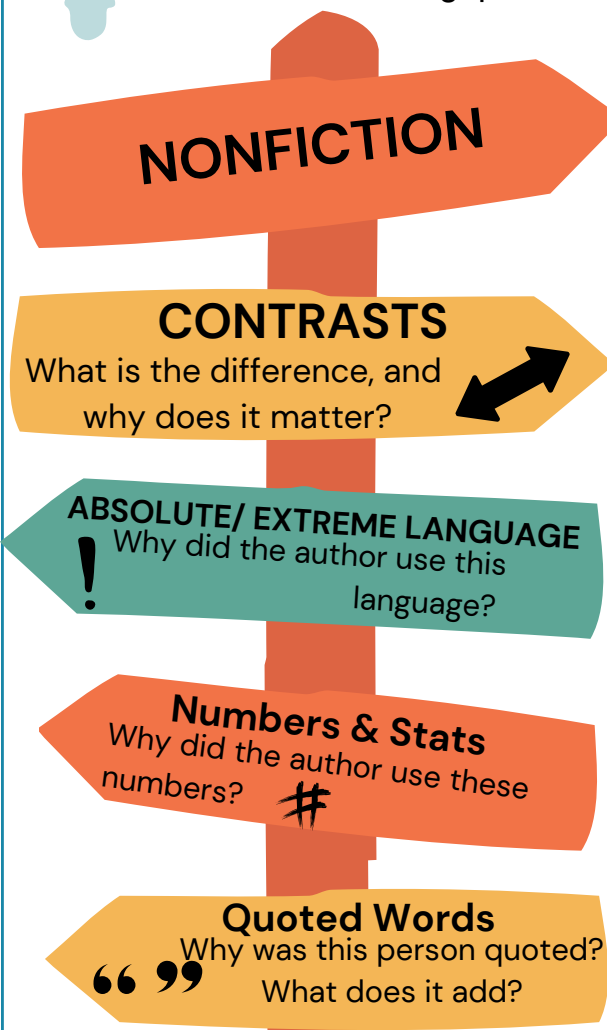 NONFICTION
CONTRASTS
What is the difference, and
why does it matter?
ABSOLUTE/ EXTREME LANGUAGE
! Why did the author use this
language?
Numbers & Stats
Why did the author use these
numbers? #
Quoted Words
Why was this person quoted?
“ ” What does it add?